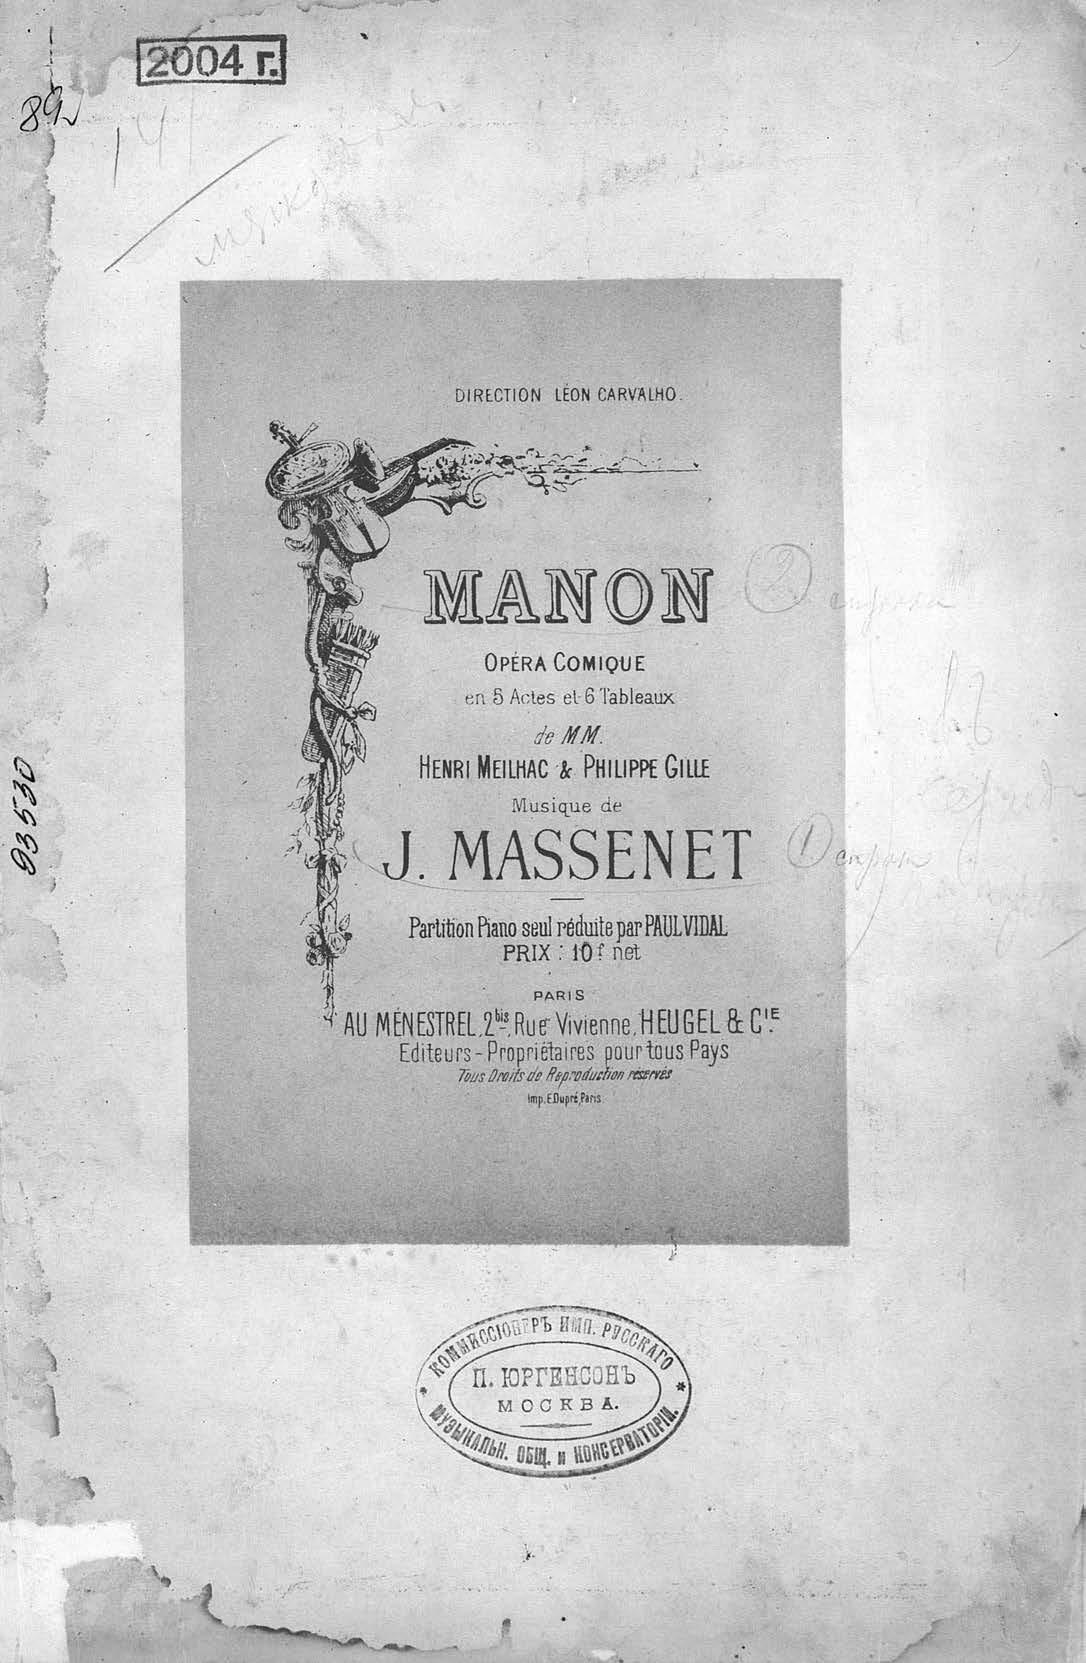 2004 г.
89
141
DIRECTION LÉON CARVALHO.
MANON
OPÉRA COMIQUE
en 5 Actes et 6 Tableaux
de MM.
HENRI MEILHAC & PHILIPPE GILLE
Musique de
J. MASSENET
Partition Piano seul réduite par PAUL VIDAL
PRIX : 10 f net
PARIS
AU MÉNESTREL, 2bis, Rue Vivienne, HEUGEL & CIE.
Editeurs-Propriétaires pour tous Pays
Tous Droits de Reproduction réservés
Imp. E. Dupré, Paris
93530
КОММИССІОНЕРЪ ИМП. РУССКАГО
П. ЮРГЕНСОНЪ
МОСКВА.
МУЗЫКАЛЬН. ОБЩ. и КОНСЕРВАТОРІИ.